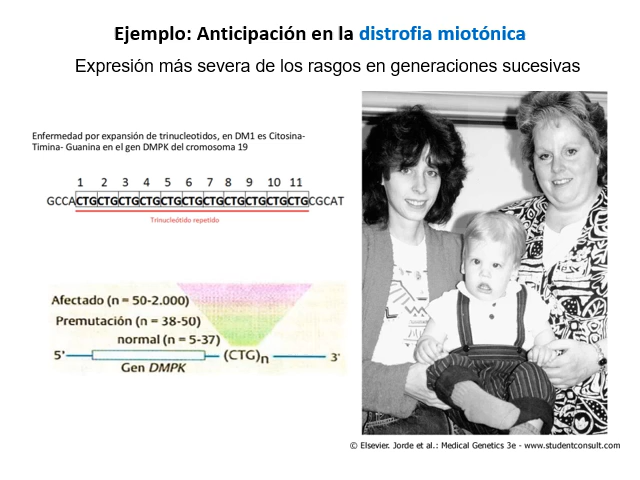 Ejemplo: Anticipación en la distrofia miotónica
Expresión más severa de los rasgos en generaciones sucesivas
Enfermedad por expansión de trinucleotidos, en DM1 es Citosina-
Timina- Guanina en el gen DMPK del cromosoma 19
1 2 3 4 5 6 7 8 9 10 11
GCCACTGCTGCTGCTGCTGCTGCTGCTGCTGCTGCTGCGCAT
Trinucleótido repetido
Afectado (n = 50-2.000)
Premutación (n = 38-50)
normal (n = 5-37)
5' (CTG)n 3'
Gen DMPK
© Elsevier. Jorde et al.: Medical Genetics 3e - www.studentconsult.com